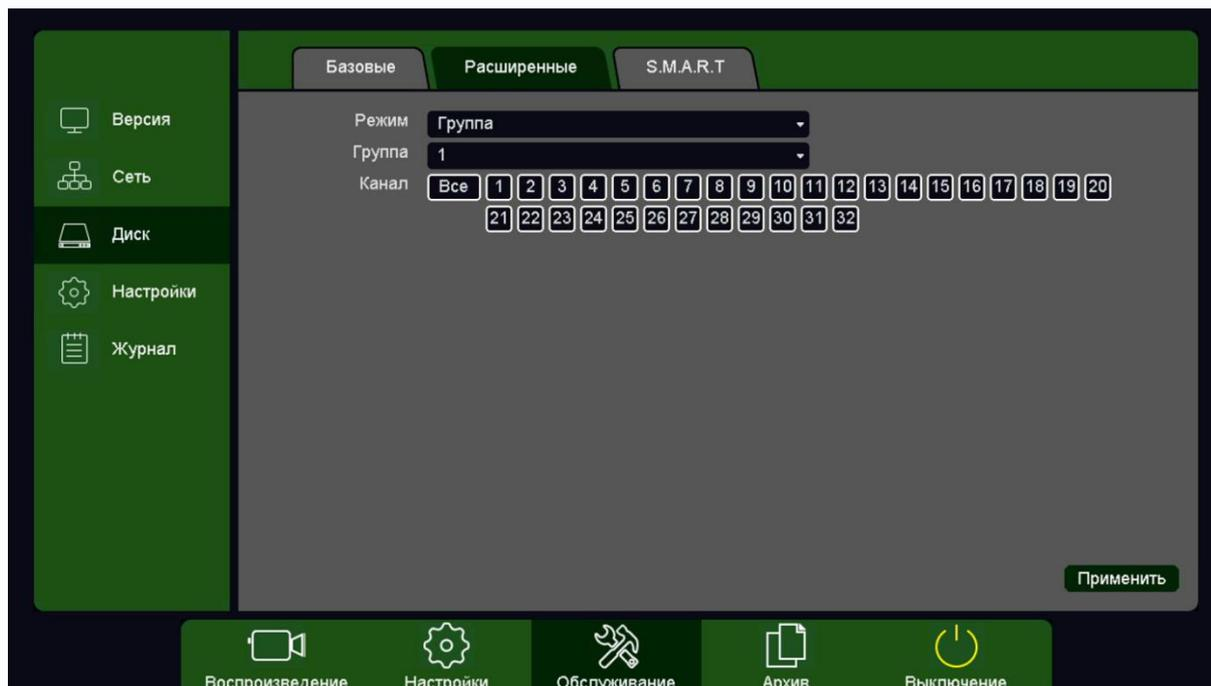 Базовые Расширенные S.M.A.R.T
Версия
Сеть
Диск
Настройки
Журнал
Режим Группа
Группа 1
Канал Все 1 2 3 4 5 6 7 8 9 10 11 12 13 14 15 16 17 18 19 20
21 22 23 24 25 26 27 28 29 30 31 32
Применить
Воспроизведение Настройки Обслуживание Архив Выключение